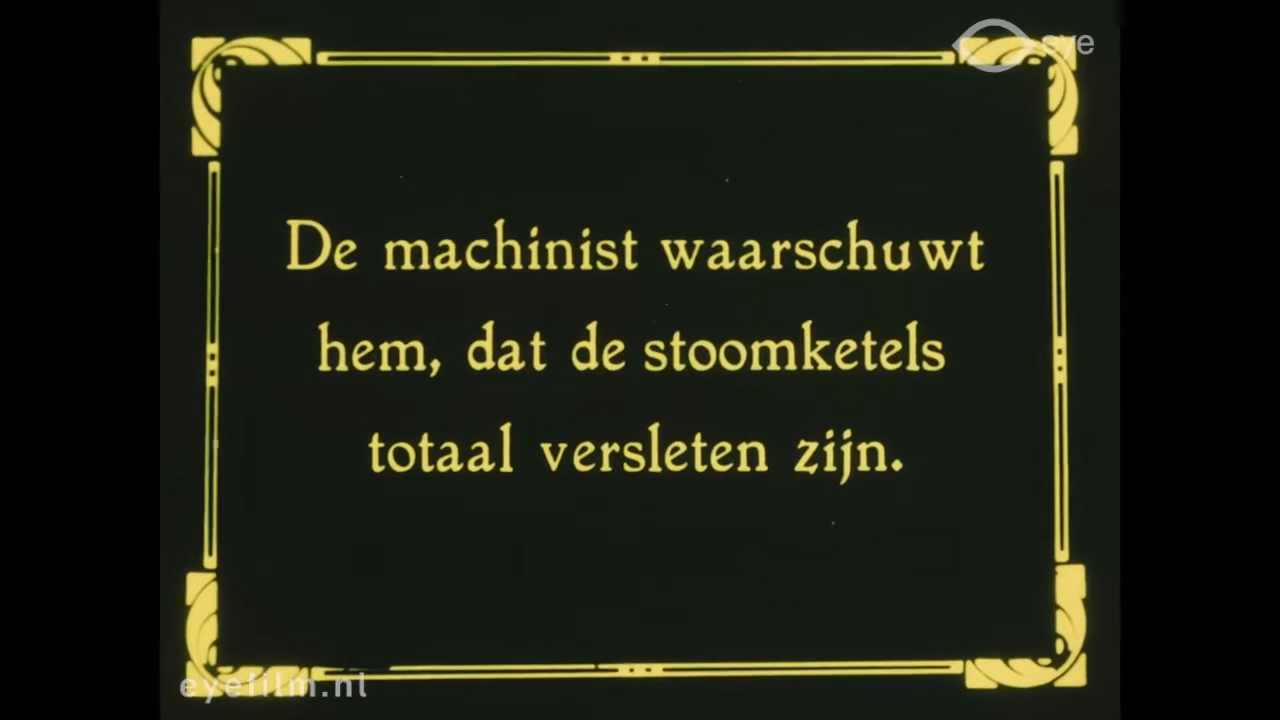 eye
De machinist waarschuwt
hem, dat de stoomketels
totaal versleten zijn.
eyefilm.nl